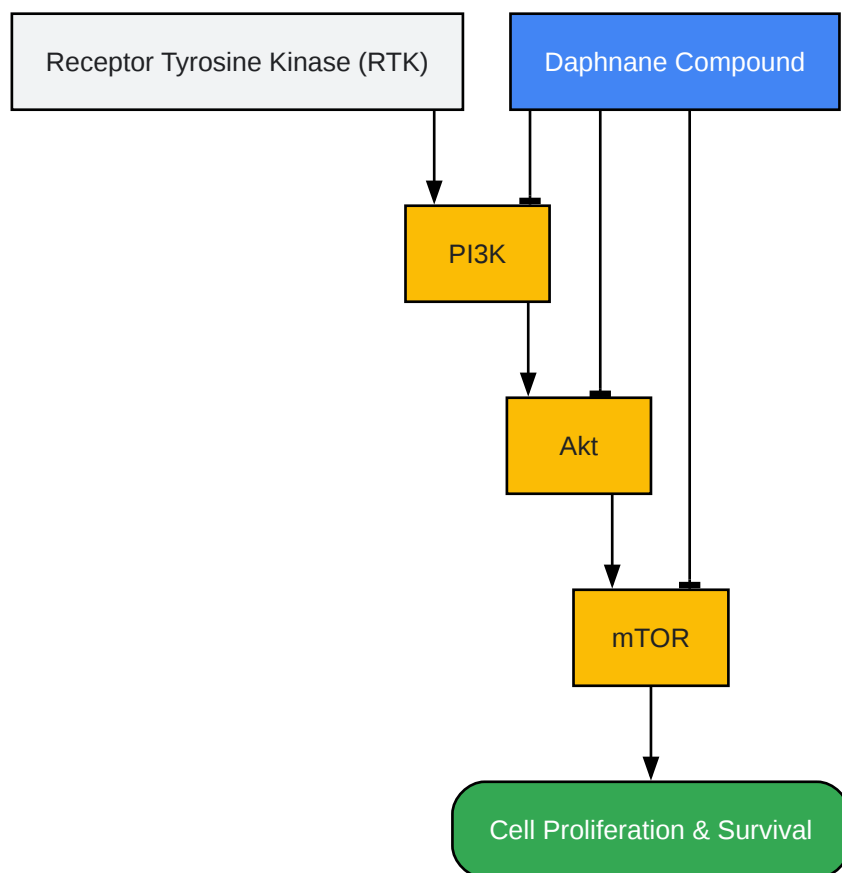 Receptor Tyrosine Kinase (RTK)
Daphnane Compound
PI3K
Akt
mTOR
Cell Proliferation & Survival